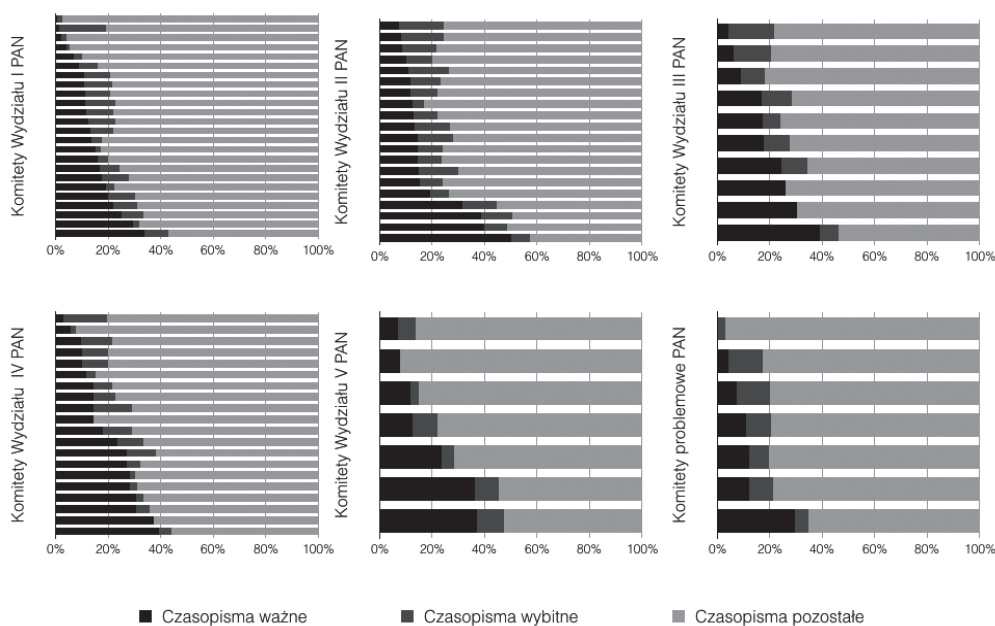 Komitety Wydziału I PAN
0% 20% 40% 60% 80% 100%
Komitety Wydziału II PAN
0% 20% 40% 60% 80% 100%
Komitety Wydziału III PAN
0% 20% 40% 60% 80% 100%
Komitety Wydziału IV PAN
0% 20% 40% 60% 80% 100%
Komitety Wydziału V PAN
0% 20% 40% 60% 80% 100%
Komitety problemowe PAN
0% 20% 40% 60% 80% 100%
Czasopisma ważne
Czasopisma wybitne
Czasopisma pozostałe